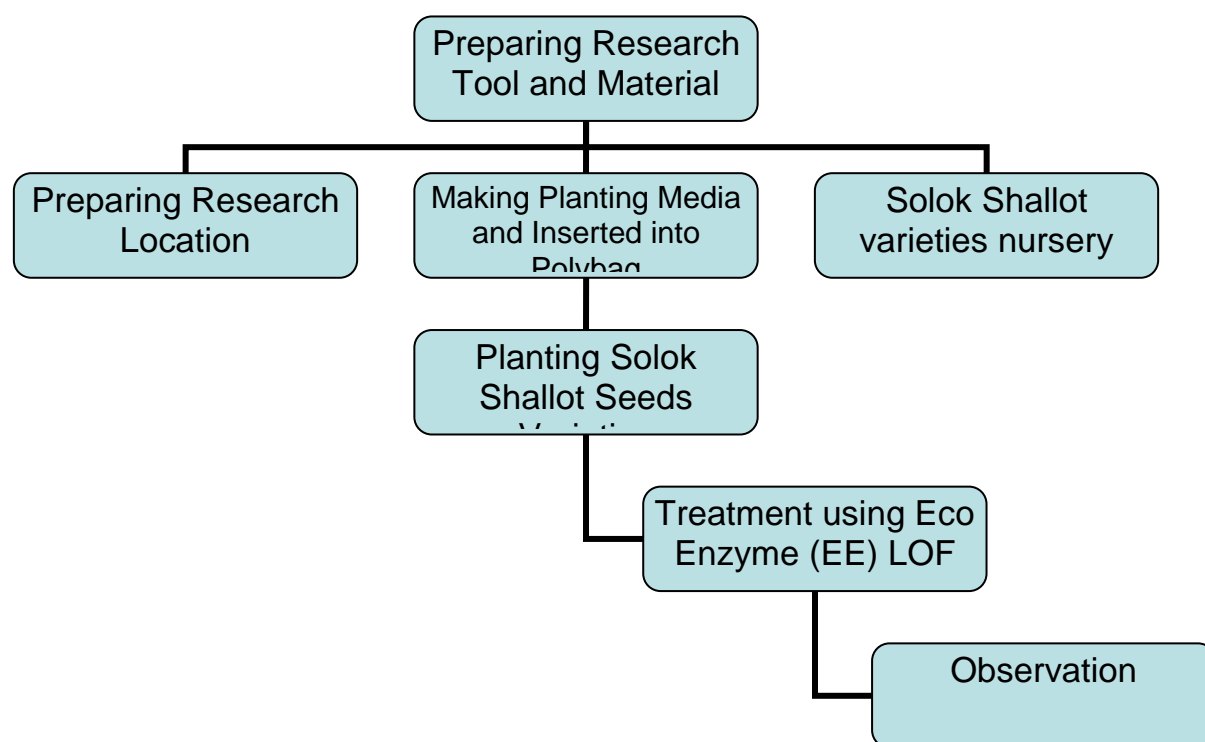 Preparing Research
Tool and Material
Preparing Research
Location
Making Planting Media
and Inserted into
Polybag
Solok Shallot
varieties nursery
Planting Solok
Shallot Seeds
Treatment using Eco
Enzyme (EE) LOF
Observation